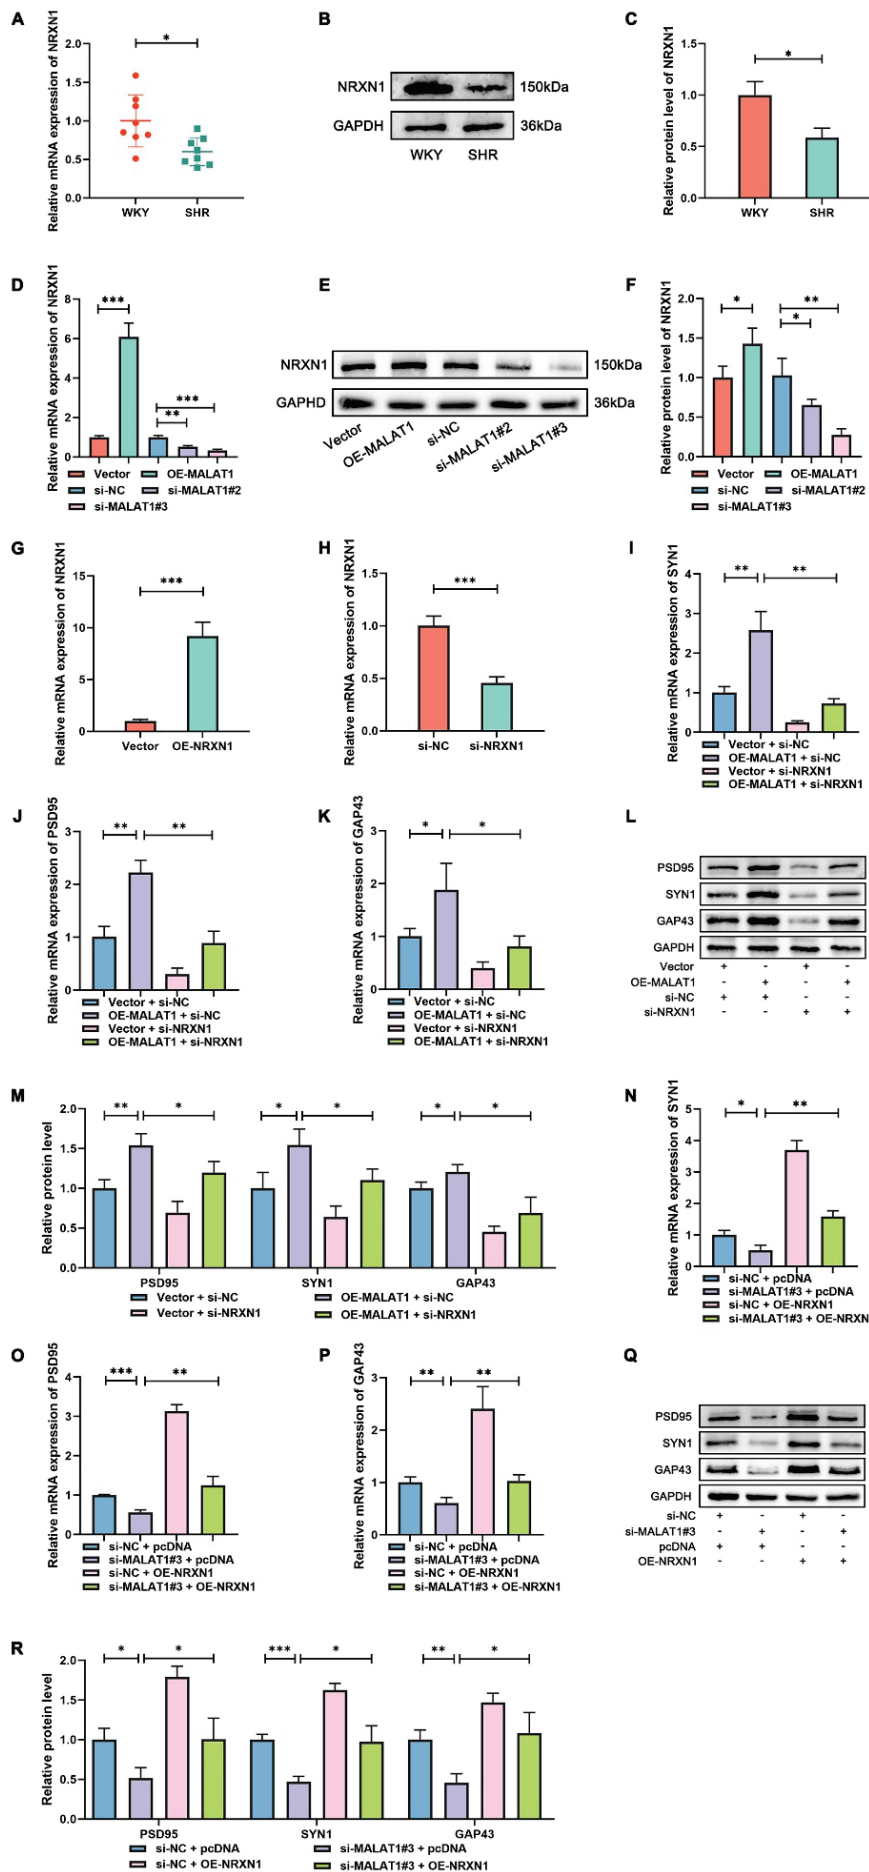 A
Relative mRNA expression of NRXN1
2.0
1.5
1.0
0.5
0.0
*
WKY
SHR
B
NRXN1
150kDa
GAPDH
36kDa
WKY
SHR
C
Relative protein level of NRXN1
1.5
1.0
0.5
0.0
*
WKY
SHR
D
Relative mRNA expression of NRXN1
8
6
4
2
0
***
***
**
Vector
OE-MALAT1
si-NC
si-MALAT1#2
si-MALAT1#3
E
NRXN1
150kDa
GAPHD
36kDa
Vector
OE-MALAT1
si-NC
si-MALAT1#2
si-MALAT1#3
F
Relative protein level of NRXN1
2.0
1.5
1.0
0.5
0.0
*
**
*
Vector
OE-MALAT1
si-NC
si-MALAT1#2
si-MALAT1#3
G
Relative mRNA expression of NRXN1
15
10
5
0
***
Vector
OE-NRXN1
H
Relative mRNA expression of NRXN1
1.5
1.0
0.5
0.0
***
si-NC
si-NRXN1
I
Relative mRNA expression of SYN1
4
3
2
1
0
**
**
Vector + si-NC
OE-MALAT1 + si-NC
Vector + si-NRXN1
OE-MALAT1 + si-NRXN1
J
Relative mRNA expression of PSD95
3
2
1
0
**
**
Vector + si-NC
OE-MALAT1 + si-NC
Vector + si-NRXN1
OE-MALAT1 + si-NRXN1
K
Relative mRNA expression of GAP43
3
2
1
0
*
*
Vector + si-NC
OE-MALAT1 + si-NC
Vector + si-NRXN1
OE-MALAT1 + si-NRXN1
L
PSD95
SYN1
GAP43
GAPDH
Vector + - + -
OE-MALAT1 - + - +
si-NC + + - -
si-NRXN1 - - + +
M
Relative protein level
2.0
1.5
1.0
0.5
0.0
** *
* *
* *
PSD95
SYN1
GAP43
Vector + si-NC
OE-MALAT1 + si-NC
Vector + si-NRXN1
OE-MALAT1 + si-NRXN1
N
Relative mRNA expression of SYN1
5
4
3
2
1
0
*
**
si-NC + pcDNA
si-MALAT1#3 + pcDNA
si-NC + OE-NRXN1
si-MALAT1#3 + OE-NRXN
O
Relative mRNA expression of PSD95
4
3
2
1
0
***
**
si-NC + pcDNA
si-MALAT1#3 + pcDNA
si-NC + OE-NRXN1
si-MALAT1#3 + OE-NRXN1
P
Relative mRNA expression of GAP43
3
2
1
0
**
**
si-NC + pcDNA
si-MALAT1#3 + pcDNA
si-NC + OE-NRXN1
si-MALAT1#3 + OE-NRXN1
Q
PSD95
SYN1
GAP43
GAPDH
si-NC + - + -
si-MALAT1#3 - + - +
pcDNA + + - -
OE-NRXN1 - - + +
R
Relative protein level
2.0
1.5
1.0
0.5
0.0
* *
*** *
** *
PSD95
SYN1
GAP43
si-NC + pcDNA
si-MALAT1#3 + pcDNA
si-NC + OE-NRXN1
si-MALAT1#3 + OE-NRXN1